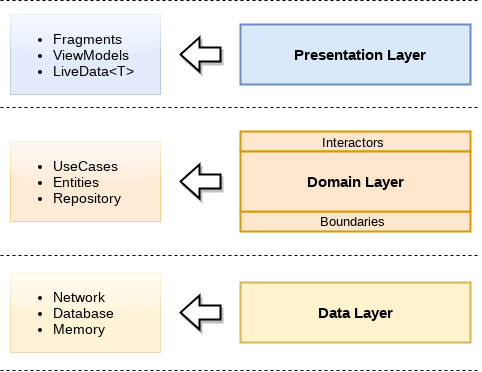 • Fragments
• ViewModels
• LiveData<T>
Presentation Layer
Interactors
• UseCases
• Entities
• Repository
Domain Layer
Boundaries
• Network
• Database
• Memory
Data Layer